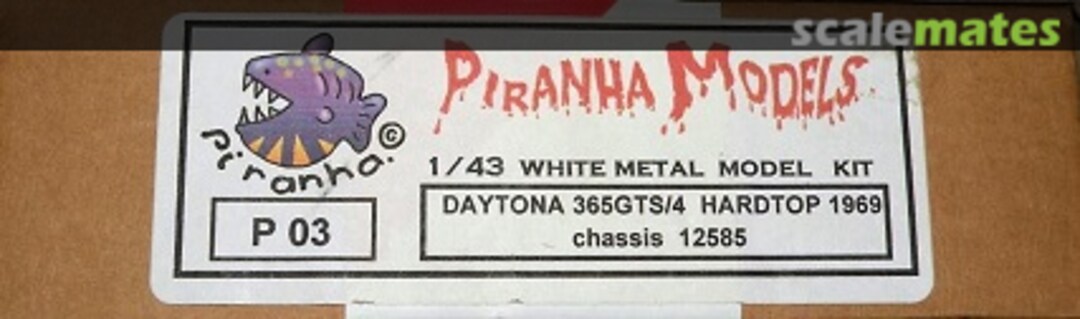 scalemates
PIRANHA MODELS
piranha. ©
1/43 WHITE METAL MODEL KIT
P 03
DAYTONA 365GTS/4 HARDTOP 1969
chassis 12585